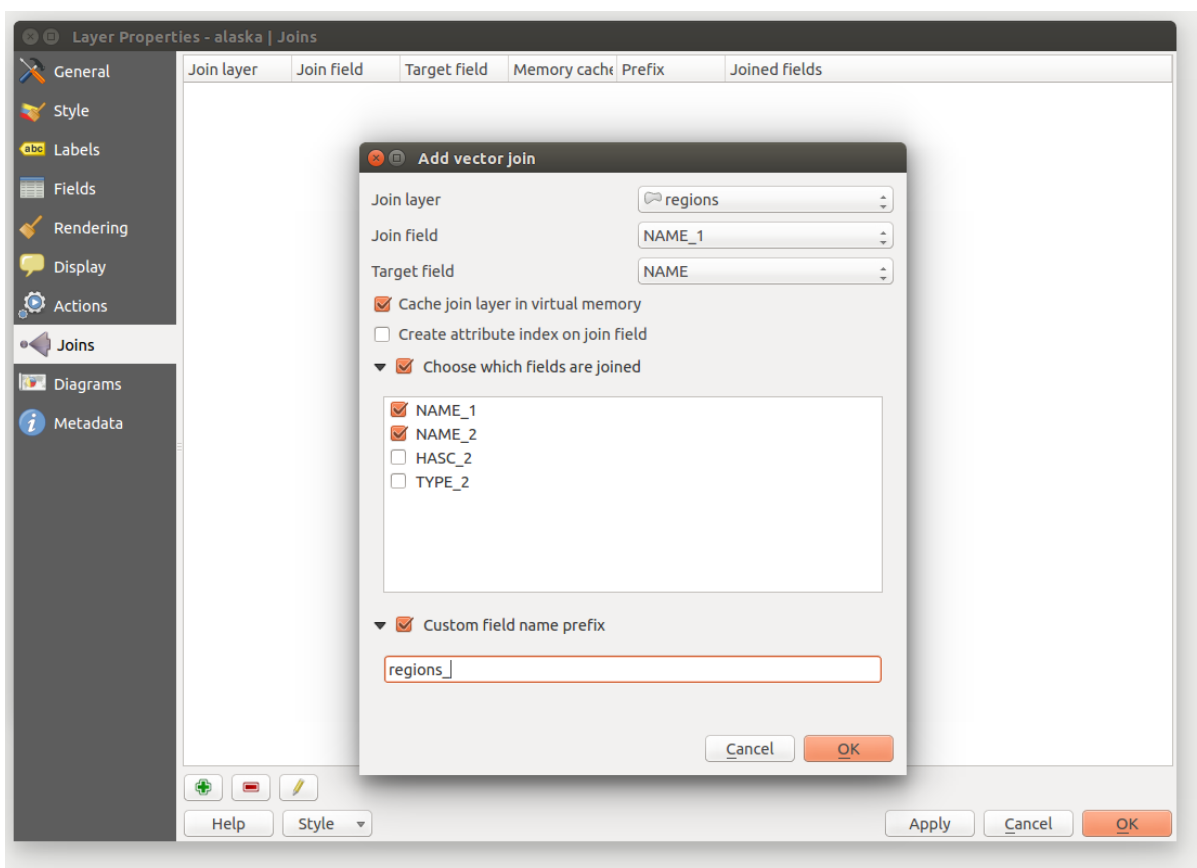 Layer Properties - alaska | Joins
General
Style
abc Labels
Fields
Rendering
Display
Actions
Joins
Diagrams
i Metadata
Join layer Join field Target field Memory cache Prefix Joined fields
Add vector join
Join layer regions
Join field NAME_1
Target field NAME
Cache join layer in virtual memory
Create attribute index on join field
Choose which fields are joined
NAME_1
NAME_2
HASC_2
TYPE_2
Custom field name prefix
regions_
Cancel OK
Help Style Apply Cancel OK